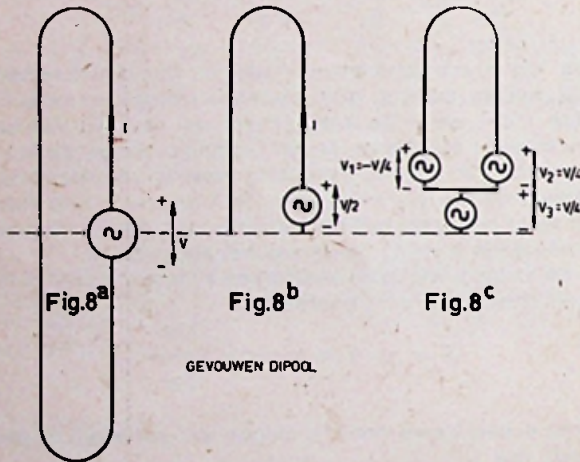 I
+
V
-
Fig.8a
I
+
V/2
-
Fig.8b
V1=-V/4
+
-
+
-
+
-
V2=V/4
V3=V/4
Fig.8c
GEVOUWEN DIPOOL